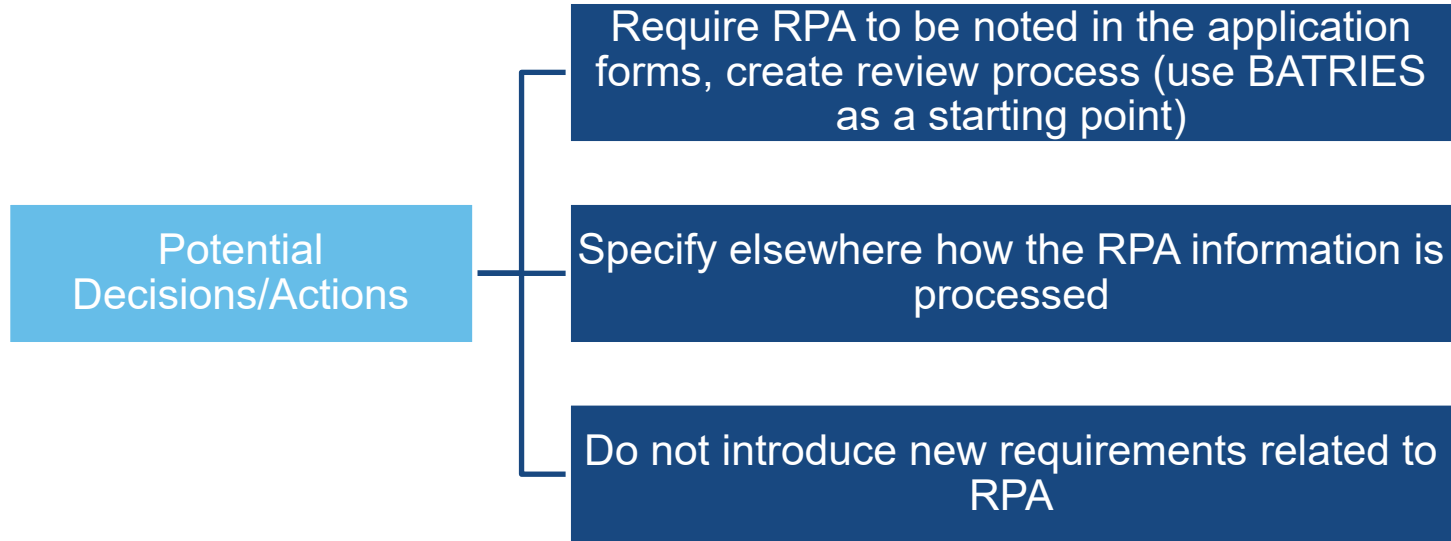 Potential
Decisions/Actions
Require RPA to be noted in the application
forms, create review process (use BATRIES
as a starting point)
Specify elsewhere how the RPA information is
processed
Do not introduce new requirements related to
RPA